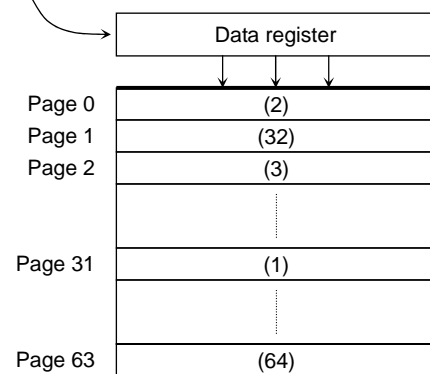 Data register
Page 0 (2)
Page 1 (32)
Page 2 (3)
Page 31 (1)
Page 63 (64)